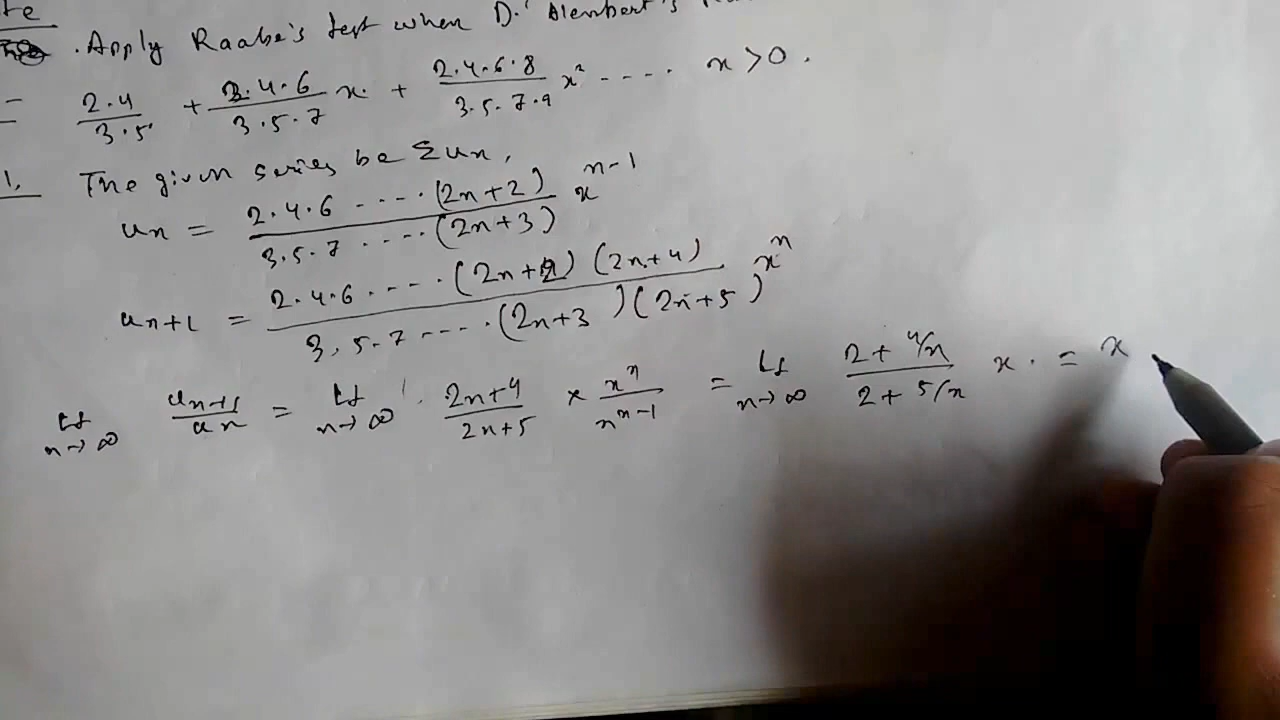 te
. Apply Raabe's test when D.' Alembert's
= 2.4/3.5 + 2.4.6/3.5.7 x. + 2.4.6.8/3.5.7.9 x² ---- x>0.
1. The given series be Σun,
un = 2.4.6 ---- (2n+2)/3.5.7 ---- (2n+3) x^n-1
un+1 = 2.4.6 ---- (2n+2) (2n+4)/3.5.7 ---- (2n+3) (2n+5) x^n
Lt n→∞ un+1/un = Lt n→∞ . 2n+4/2n+5 × x^n/x^n-1 = Lt n→∞ 2+4/n / 2+5/n x. = x